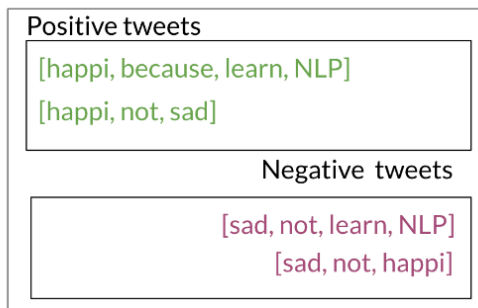 Positive tweets
[happi, because, learn, NLP]
[happi, not, sad]
Negative tweets
[sad, not, learn, NLP]
[sad, not, happi]